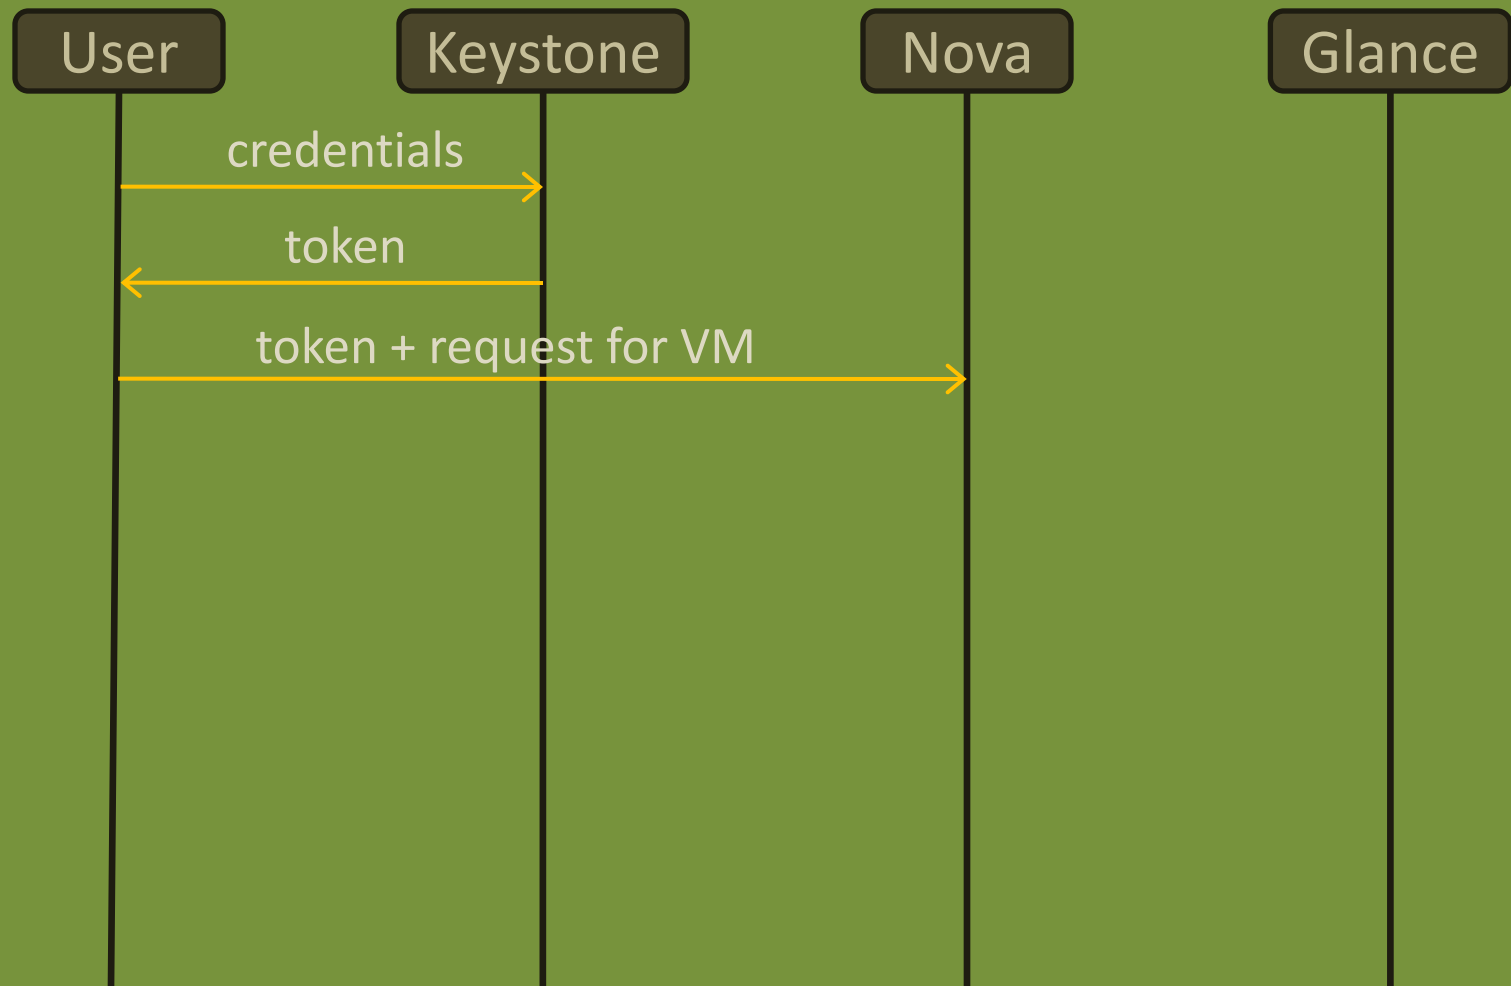 User
Keystone
Nova
Glance
credentials
token
token + request for VM